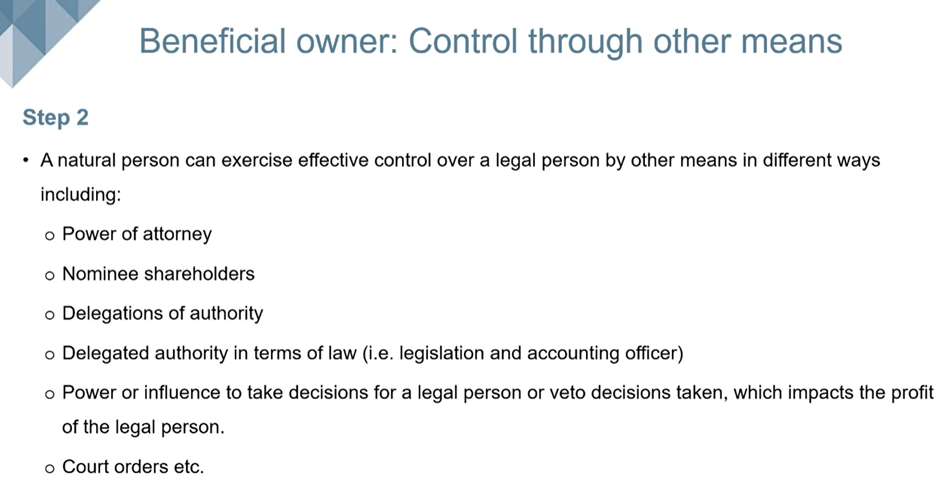 Beneficial owner: Control through other means
Step 2
• A natural person can exercise effective control over a legal person by other means in different ways
including:
o Power of attorney
o Nominee shareholders
o Delegations of authority
o Delegated authority in terms of law (i.e. legislation and accounting officer)
o Power or influence to take decisions for a legal person or veto decisions taken, which impacts the profit
of the legal person.
o Court orders etc.